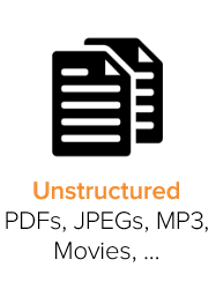 Unstructured
PDFs, JPEGs, MP3,
Movies, ...